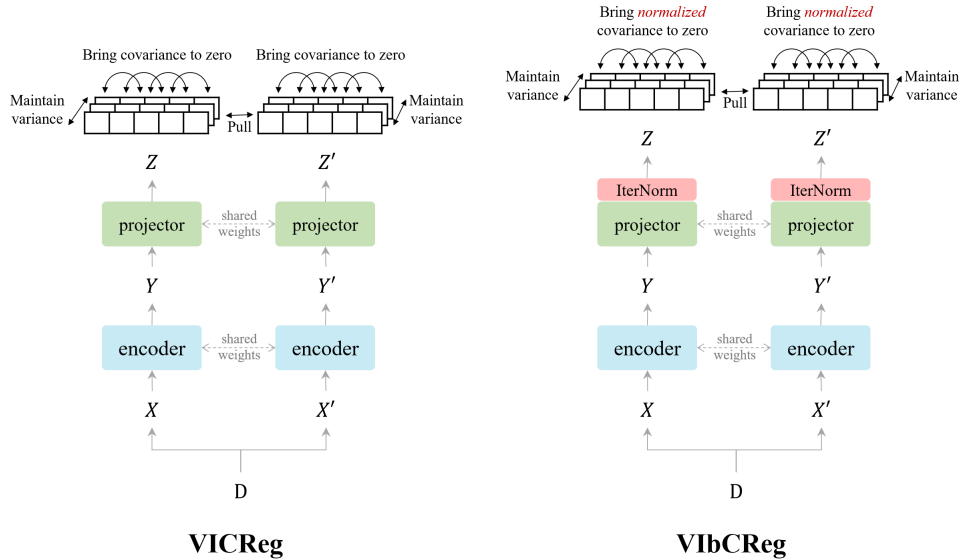 Bring covariance to zero
Bring covariance to zero
Maintain
variance
Pull
Maintain
variance
Z
Z′
projector
shared
weights
projector
Y
Y′
encoder
shared
weights
encoder
X
X′
D
VICReg
Bring normalized
covariance to zero
Bring normalized
covariance to zero
Maintain
variance
Pull
Maintain
variance
Z
Z′
IterNorm
IterNorm
projector
shared
weights
projector
Y
Y′
encoder
shared
weights
encoder
X
X′
D
VIbCReg